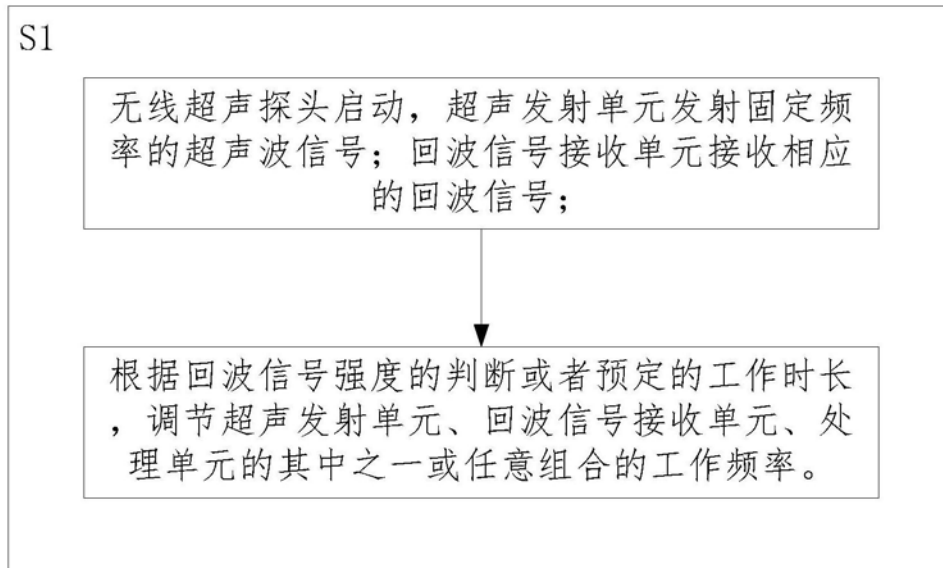 S1
无线超声探头启动，超声发射单元发射固定频
率的超声波信号；回波信号接收单元接收相应
的回波信号；
根据回波信号强度的判断或者预定的工作时长
，调节超声发射单元、回波信号接收单元、处
理单元的其中之一或任意组合的工作频率。